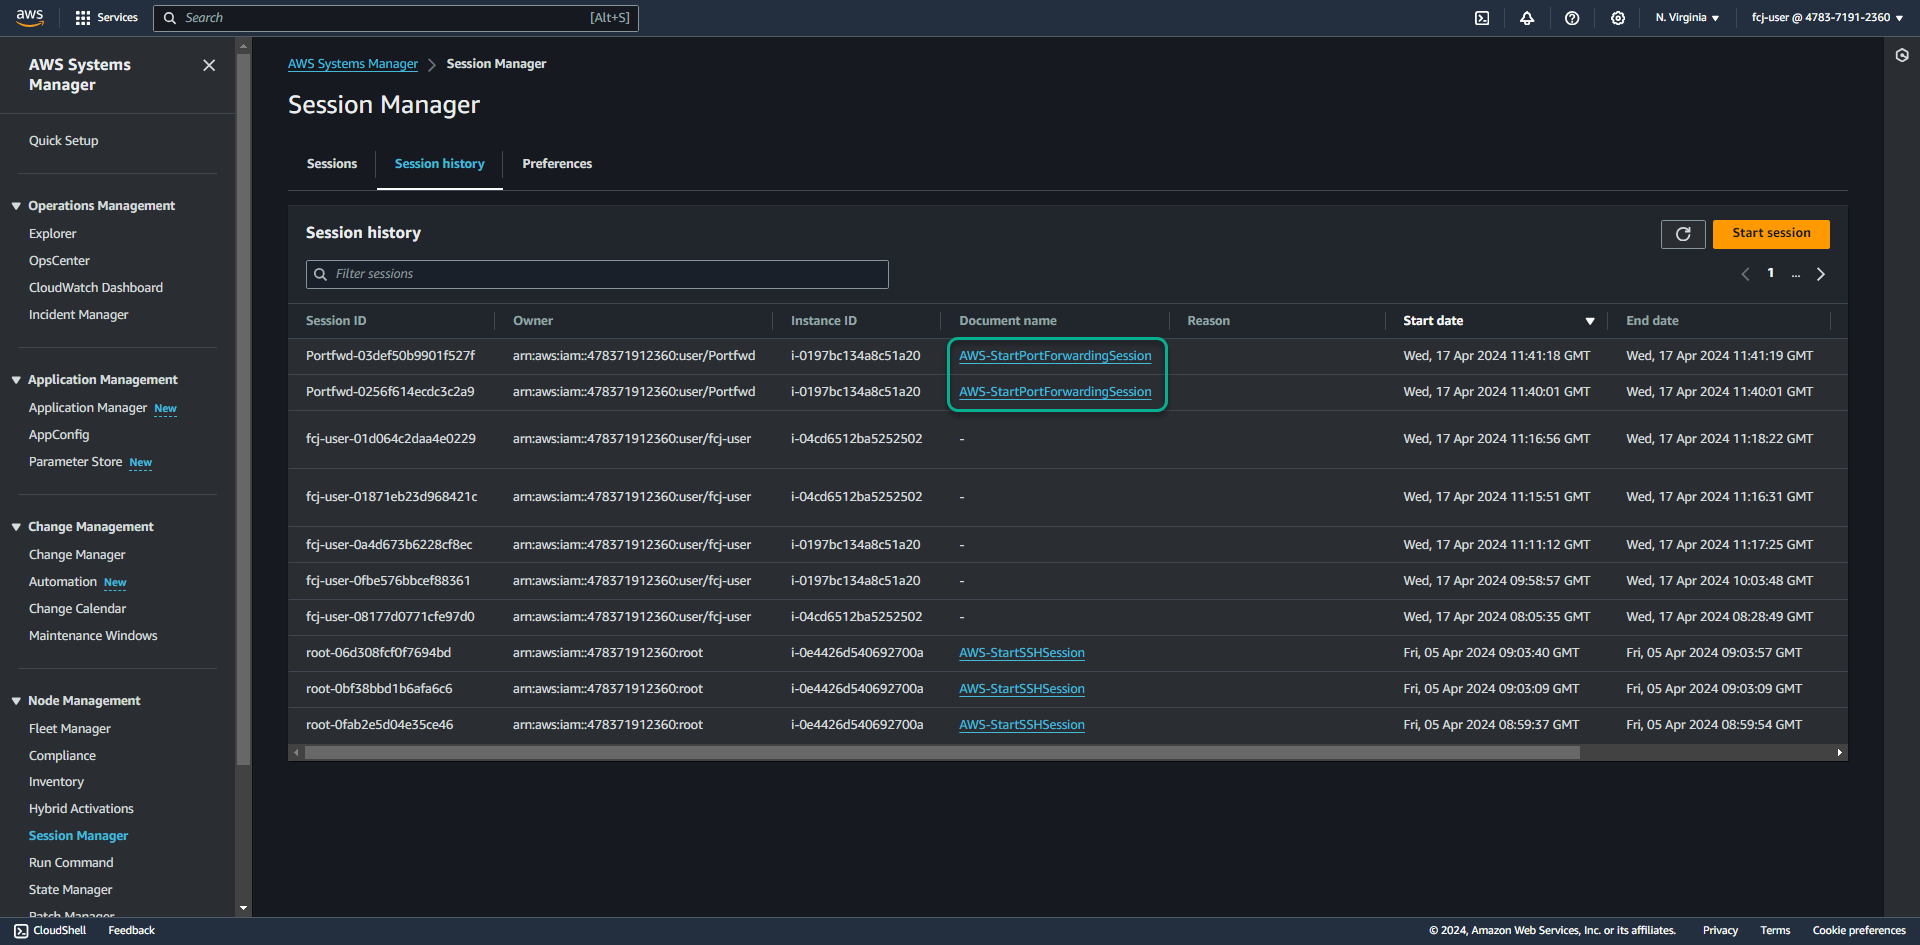 aws
Services
Search
[Alt+S]
N. Virginia
fcj-user @ 4783-7191-2360
AWS Systems
Manager
Quick Setup
Operations Management
Explorer
OpsCenter
CloudWatch Dashboard
Incident Manager
Application Management
Application Manager New
AppConfig
Parameter Store New
Change Management
Change Manager
Automation New
Change Calendar
Maintenance Windows
Node Management
Fleet Manager
Compliance
Inventory
Hybrid Activations
Session Manager
Run Command
State Manager
Patch Manager
AWS Systems Manager > Session Manager
Session Manager
Sessions
Session history
Preferences
Session history
Start session
Filter sessions
1 ...
Session ID Owner Instance ID Document name Reason Start date End date
Portfwd-03def50b9901f527f arn:aws:iam::478371912360:user/Portfwd i-0197bc134a8c51a20 AWS-StartPortForwardingSession Wed, 17 Apr 2024 11:41:18 GMT Wed, 17 Apr 2024 11:41:19 GMT
Portfwd-0256f614ecdc3c2a9 arn:aws:iam::478371912360:user/Portfwd i-0197bc134a8c51a20 AWS-StartPortForwardingSession Wed, 17 Apr 2024 11:40:01 GMT Wed, 17 Apr 2024 11:40:01 GMT
fcj-user-01d064c2daa4e0229 arn:aws:iam::478371912360:user/fcj-user i-04cd6512ba5252502 - Wed, 17 Apr 2024 11:16:56 GMT Wed, 17 Apr 2024 11:18:22 GMT
fcj-user-01871eb23d968421c arn:aws:iam::478371912360:user/fcj-user i-04cd6512ba5252502 - Wed, 17 Apr 2024 11:15:51 GMT Wed, 17 Apr 2024 11:16:31 GMT
fcj-user-0a4d673b6228cf8ec arn:aws:iam::478371912360:user/fcj-user i-0197bc134a8c51a20 - Wed, 17 Apr 2024 11:11:12 GMT Wed, 17 Apr 2024 11:17:25 GMT
fcj-user-0fbe576bbcef88361 arn:aws:iam::478371912360:user/fcj-user i-0197bc134a8c51a20 - Wed, 17 Apr 2024 09:58:57 GMT Wed, 17 Apr 2024 10:03:48 GMT
fcj-user-08177d0771cfe97d0 arn:aws:iam::478371912360:user/fcj-user i-04cd6512ba5252502 - Wed, 17 Apr 2024 08:05:35 GMT Wed, 17 Apr 2024 08:28:49 GMT
root-06d308fcf0f7694bd arn:aws:iam::478371912360:root i-0e4426d540692700a AWS-StartSSHSession Fri, 05 Apr 2024 09:03:40 GMT Fri, 05 Apr 2024 09:03:57 GMT
root-0bf38bbd1b6afa6c6 arn:aws:iam::478371912360:root i-0e4426d540692700a AWS-StartSSHSession Fri, 05 Apr 2024 09:03:09 GMT Fri, 05 Apr 2024 09:03:09 GMT
root-0fab2e5d04e35ce46 arn:aws:iam::478371912360:root i-0e4426d540692700a AWS-StartSSHSession Fri, 05 Apr 2024 08:59:37 GMT Fri, 05 Apr 2024 08:59:54 GMT
CloudShell
Feedback
© 2024, Amazon Web Services, Inc. or its affiliates.
Privacy
Terms
Cookie preferences